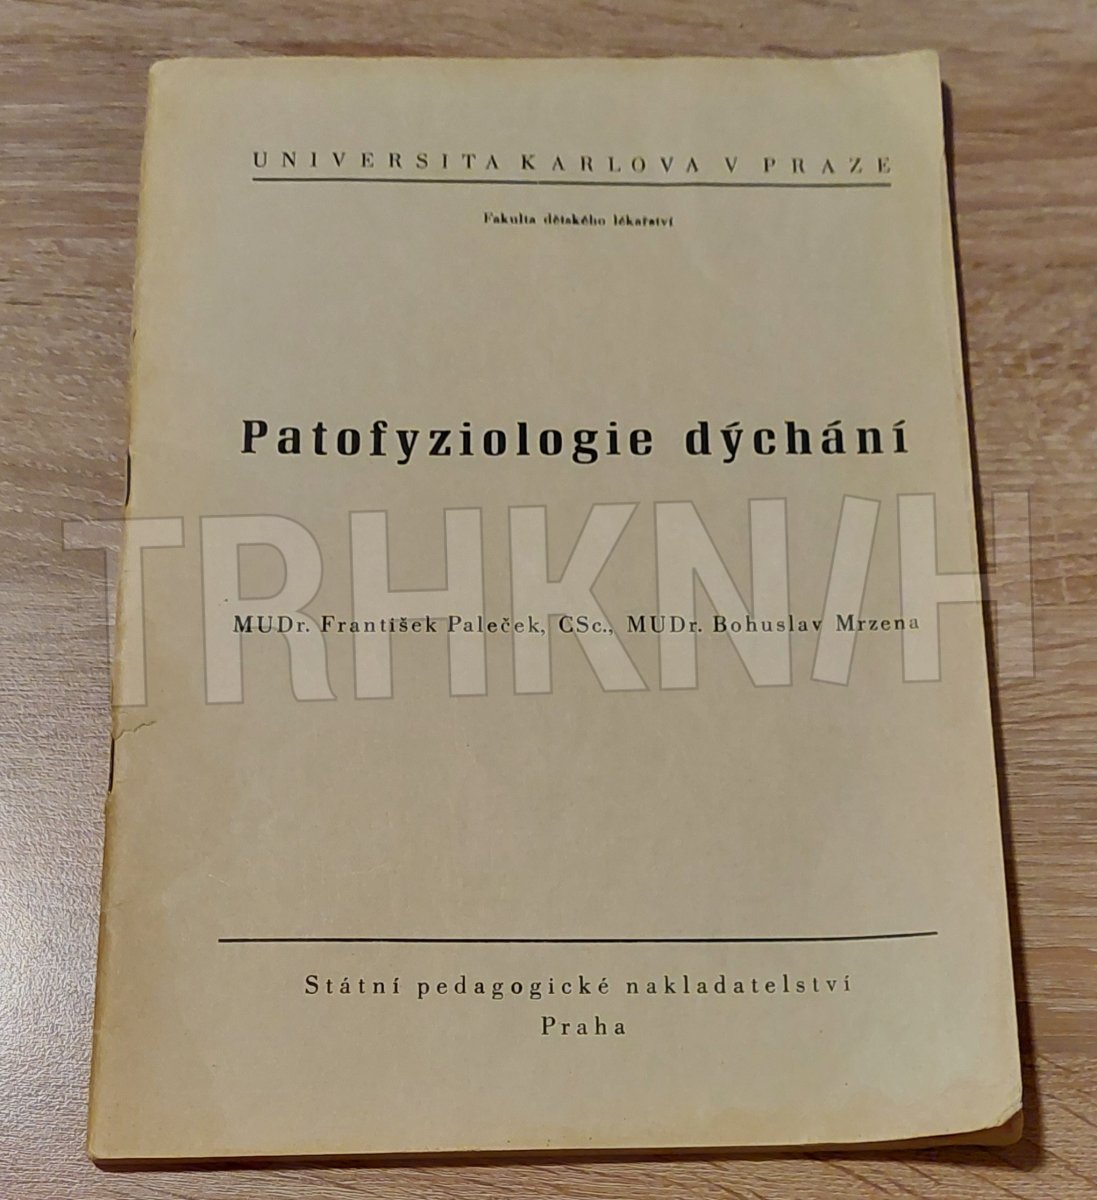 UNIVERSITA KARLOVA V PRAZE
Fakulta dětského lékařství
Patofyziologie dýchání
TRHKN/H
MUDr. František Paleček, CSc., MUDr. Bohuslav Mrzena
Státní pedagogické nakladatelství
Praha